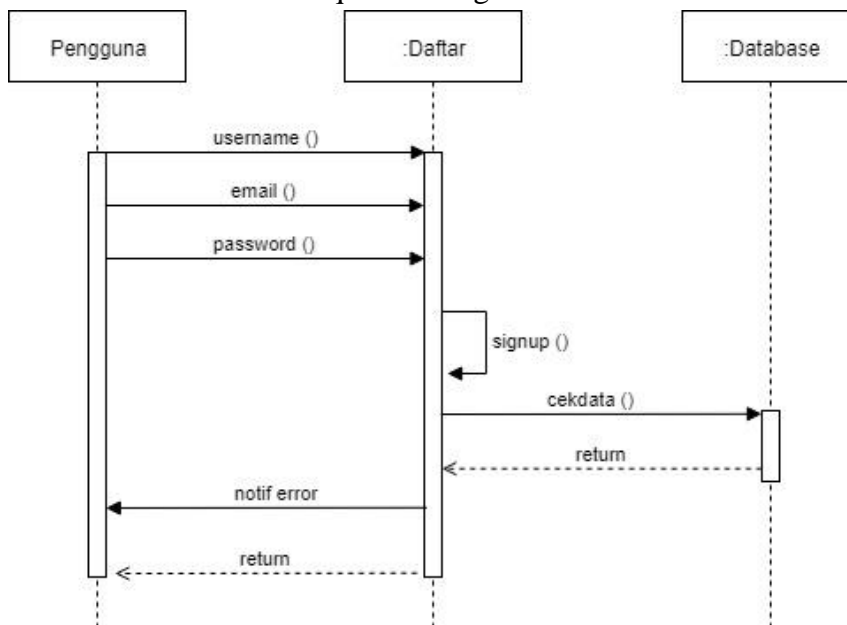 Pengguna
:Daftar
:Database
username ()
email ()
password ()
signup ()
cekdata ()
return
notif error
return